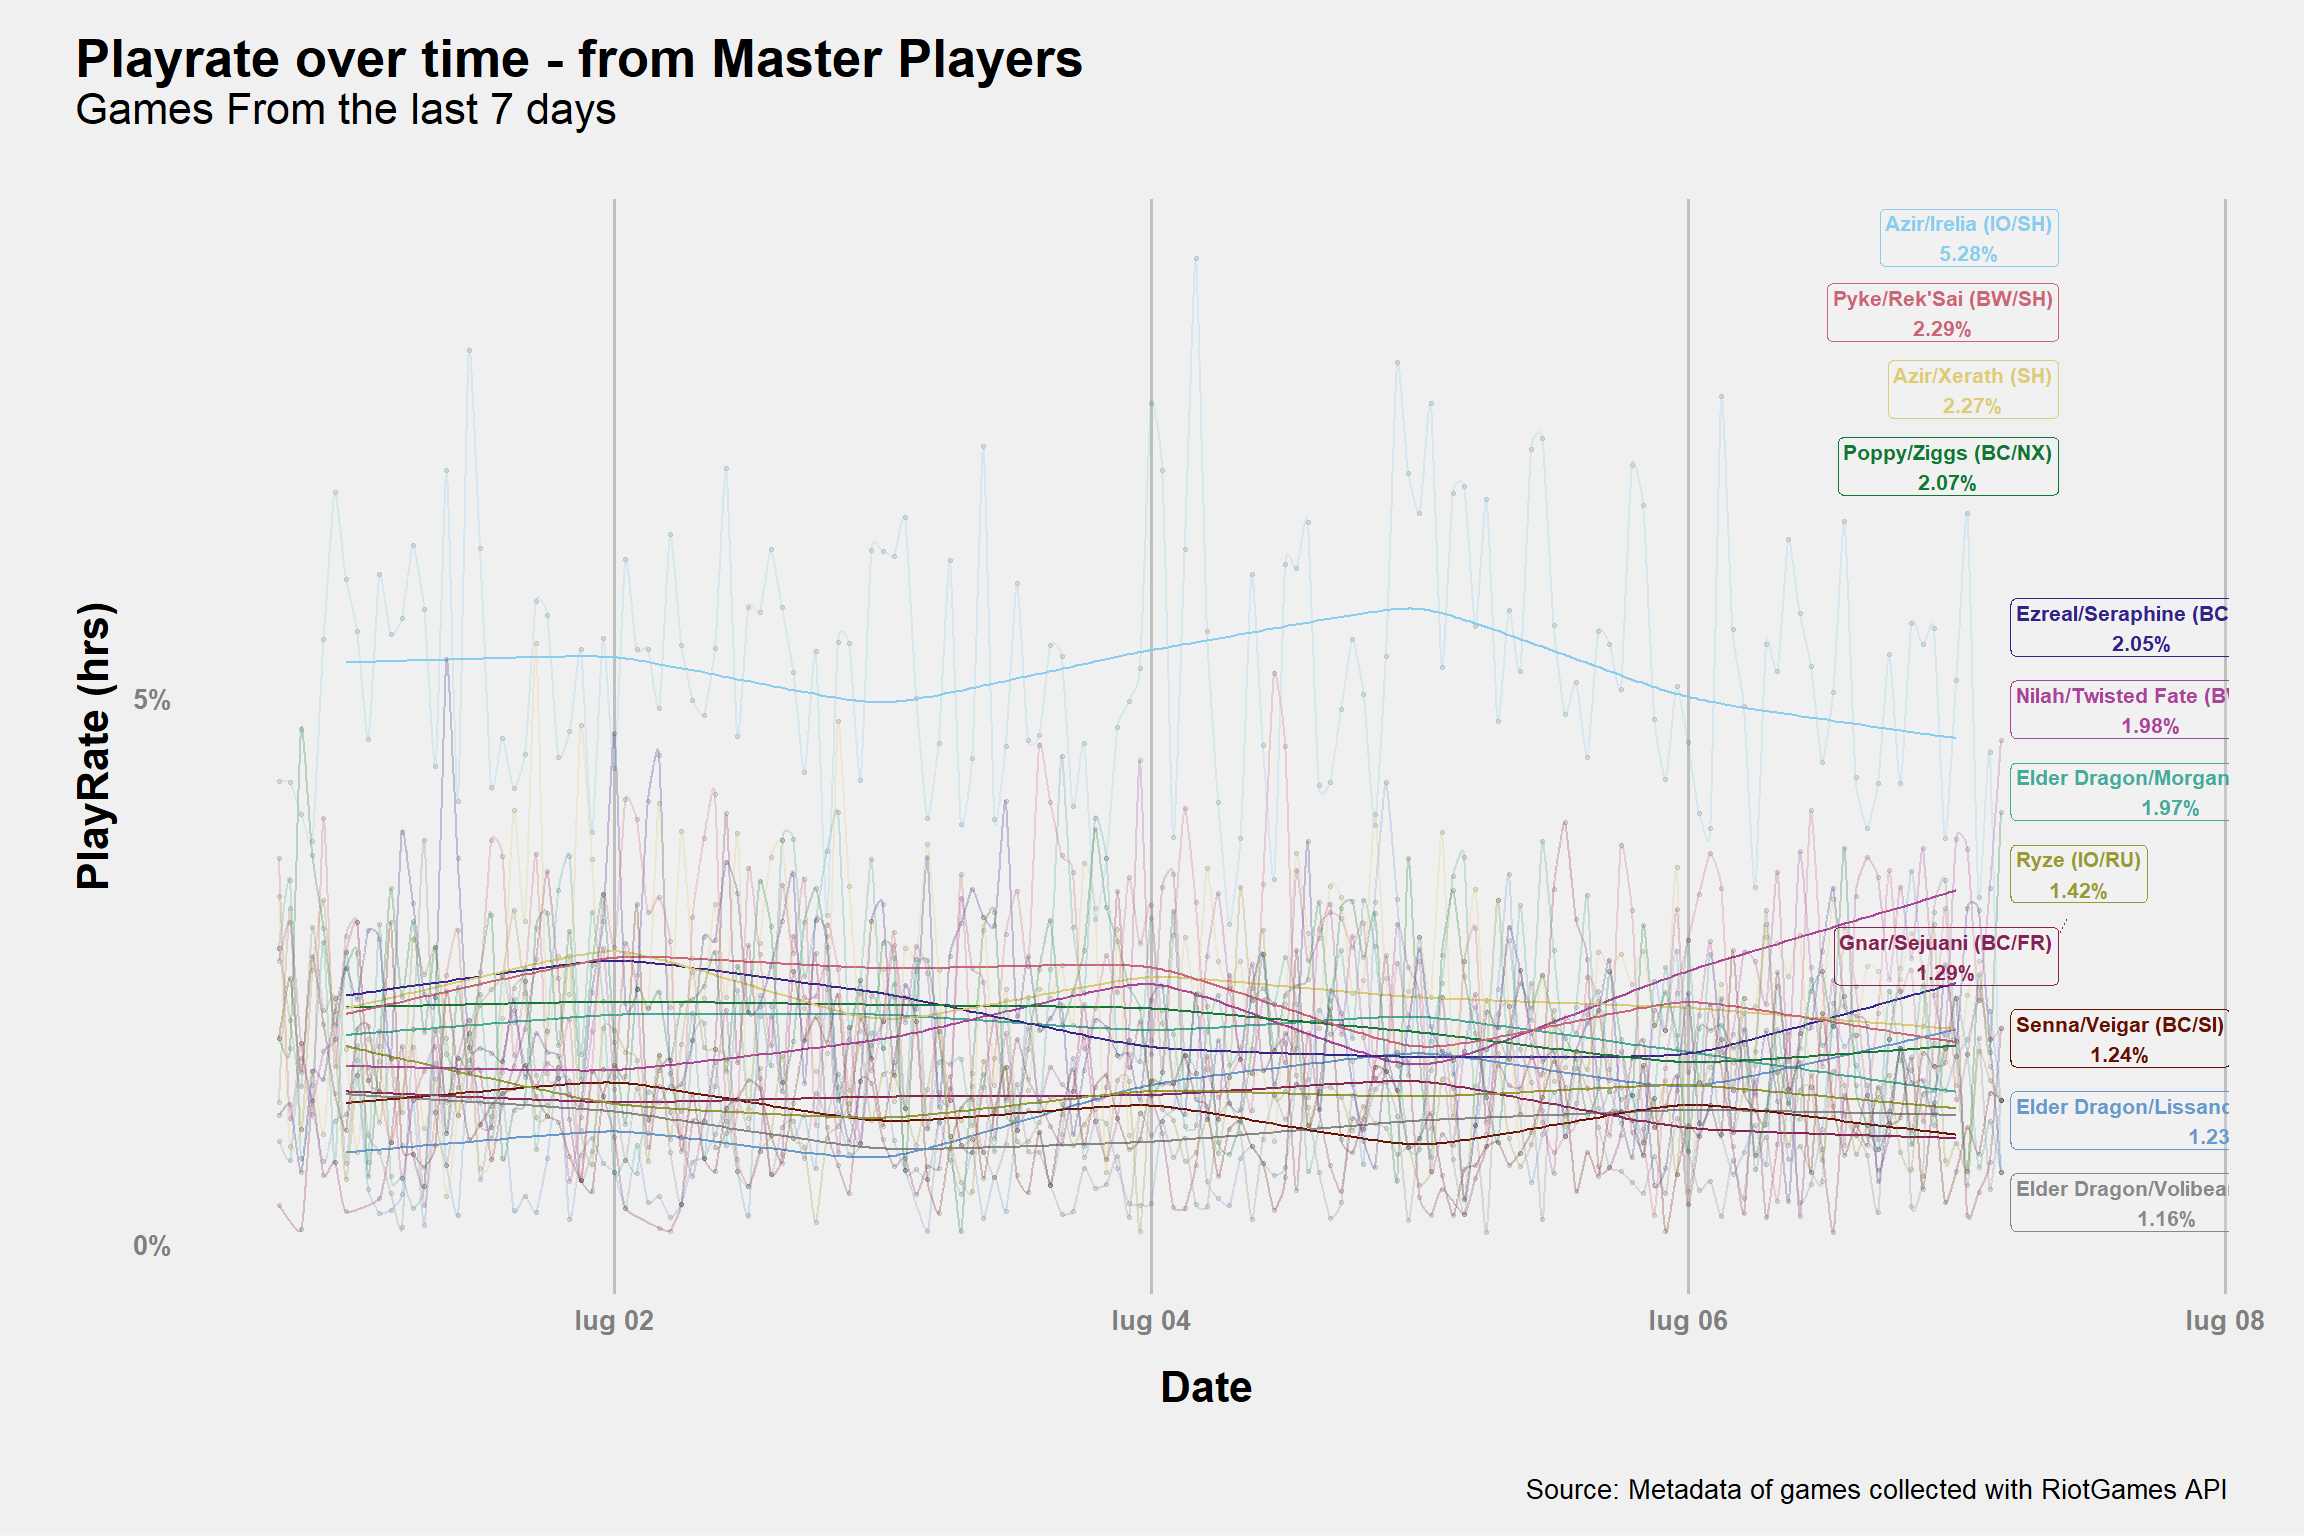 Playrate over time - from Master Players
Games From the last 7 days
Azir/Irelia (IO/SH)
5.28%
Pyke/Rek'Sai (BW/SH)
2.29%
Azir/Xerath (SH)
2.27%
Poppy/Ziggs (BC/NX)
2.07%
Ezreal/Seraphine (BC
2.05%
Nilah/Twisted Fate (BW
1.98%
Elder Dragon/Morgan
1.97%
Ryze (IO/RU)
1.42%
Gnar/Sejuani (BC/FR)
1.29%
Senna/Veigar (BC/SI)
1.24%
Elder Dragon/Lissand
1.23
Elder Dragon/Volibear
1.16%
PlayRate (hrs)
5%
0%
lug 02
lug 04
lug 06
lug 08
Date
Source: Metadata of games collected with RiotGames API